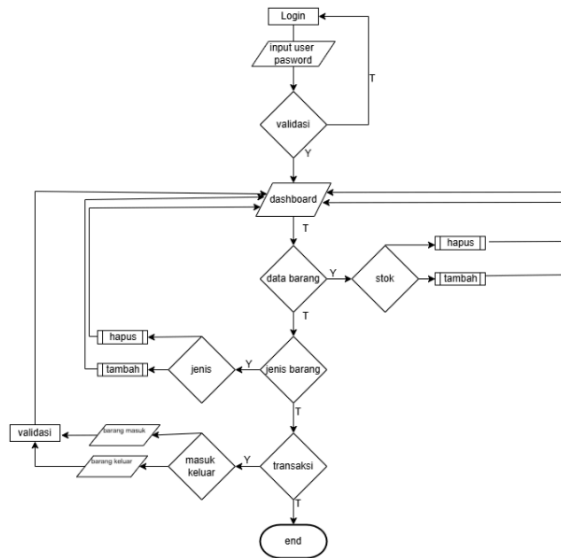 Login
input user
pasword
T
validasi
Y
dashboard
T
data barang
Y
stok
hapus
tambah
T
hapus
tambah
jenis
Y
jenis barang
T
validasi
barang masuk
barang keluar
masuk
keluar
Y
transaksi
T
end